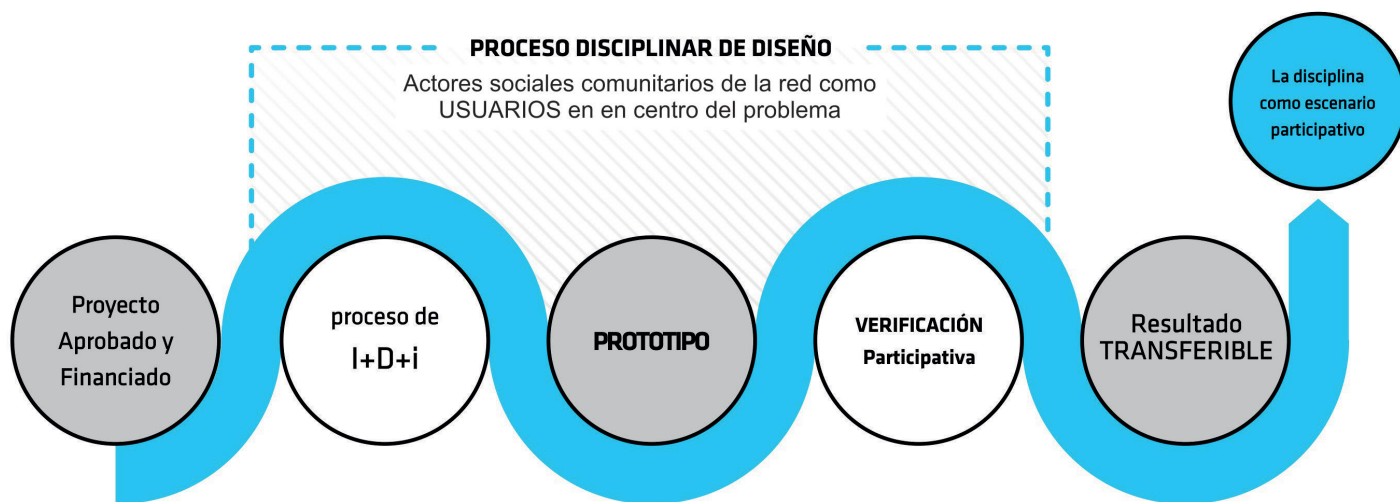 PROCESO DISCIPLINAR DE DISEÑO
Actores sociales comunitarios de la red como
USUARIOS en en centro del problema
La disciplina
como escenario
participativo
Proyecto
Aprobado y
Financiado
proceso de
I+D+i
PROTOTIPO
VERIFICACIÓN
Participativa
Resultado
TRANSFERIBLE